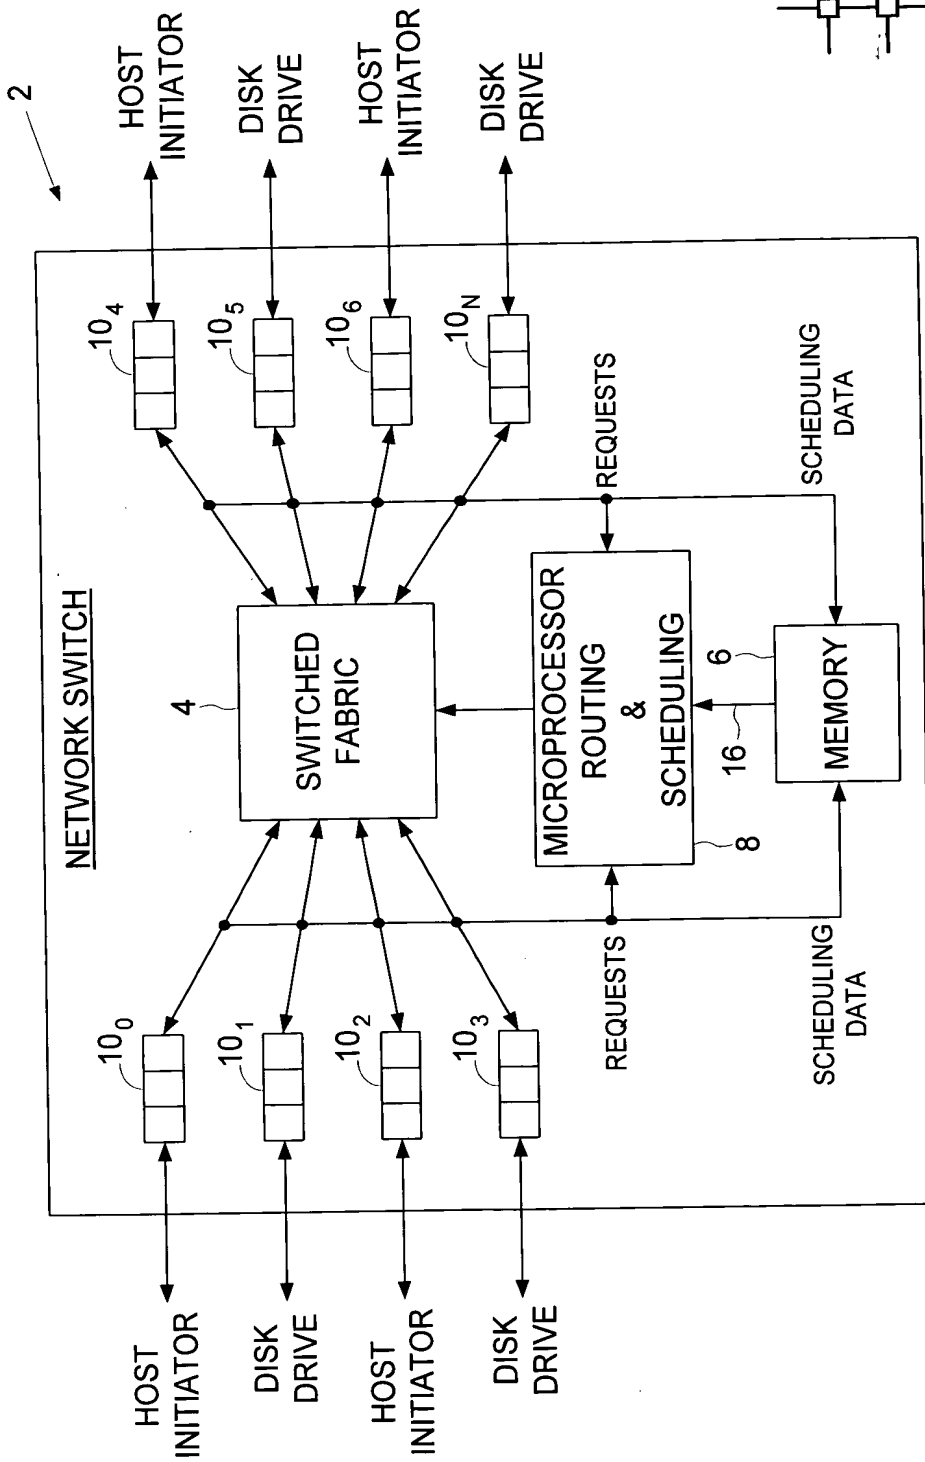 2
NETWORK SWITCH
HOST
INITIATOR
DISK
DRIVE
HOST
INITIATOR
DISK
DRIVE
10₀
10₁
10₂
10₃
4
SWITCHED
FABRIC
10₄
10₅
10₆
10N
HOST
INITIATOR
DISK
DRIVE
HOST
INITIATOR
DISK
DRIVE
REQUESTS
MICROPROCESSOR
ROUTING
&
SCHEDULING
8
REQUESTS
16
6
MEMORY
SCHEDULING
DATA
SCHEDULING
DATA